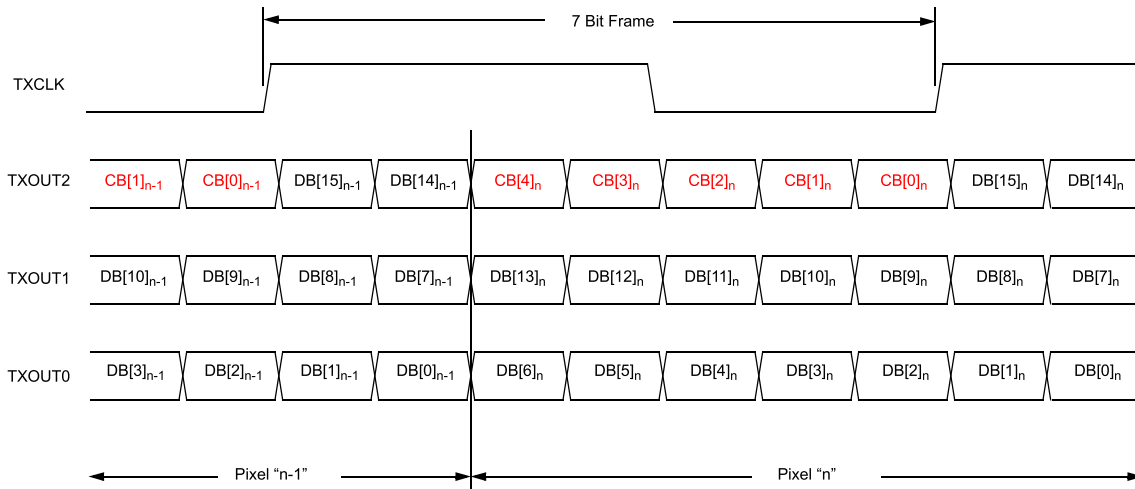 7 Bit Frame
TXCLK
TXOUT2 CB[1]n-1 CB[0]n-1 DB[15]n-1 DB[14]n-1 CB[4]n CB[3]n CB[2]n CB[1]n CB[0]n DB[15]n DB[14]n
TXOUT1 DB[10]n-1 DB[9]n-1 DB[8]n-1 DB[7]n-1 DB[13]n DB[12]n DB[11]n DB[10]n DB[9]n DB[8]n DB[7]n
TXOUT0 DB[3]n-1 DB[2]n-1 DB[1]n-1 DB[0]n-1 DB[6]n DB[5]n DB[4]n DB[3]n DB[2]n DB[1]n DB[0]n
Pixel “n-1” Pixel “n”